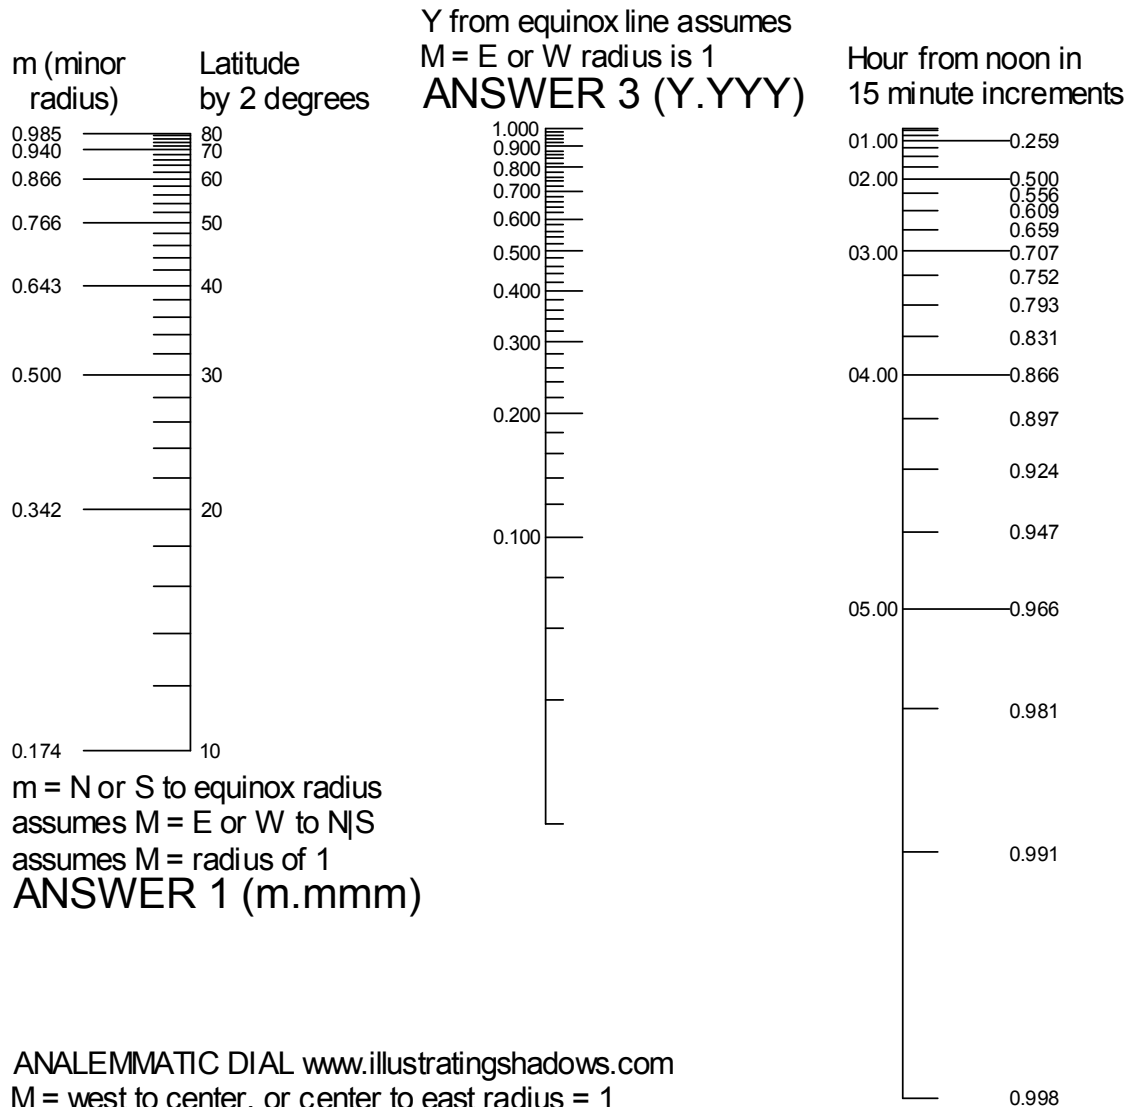 Y from equinox line assumes
M = E or W radius is 1
ANSWER 3 (Y.YYY)
m (minor
radius)
Latitude
by 2 degrees
Hour from noon in
15 minute increments
0.985 80
0.940 70
0.866 60
0.766 50
0.643 40
0.500 30
0.342 20
0.174 10
1.000
0.900
0.800
0.700
0.600
0.500
0.400
0.300
0.200
0.100
01.00 0.259
02.00 0.500
0.556
0.609
0.659
03.00 0.707
0.752
0.793
0.831
04.00 0.866
0.897
0.924
0.947
05.00 0.966
0.981
0.991
0.998
m = N or S to equinox radius
assumes M = E or W to N|S
assumes M = radius of 1
ANSWER 1 (m.mmm)
ANALEMMATIC DIAL www.illustratingshadows.com
M = west to center, or center to east radius = 1